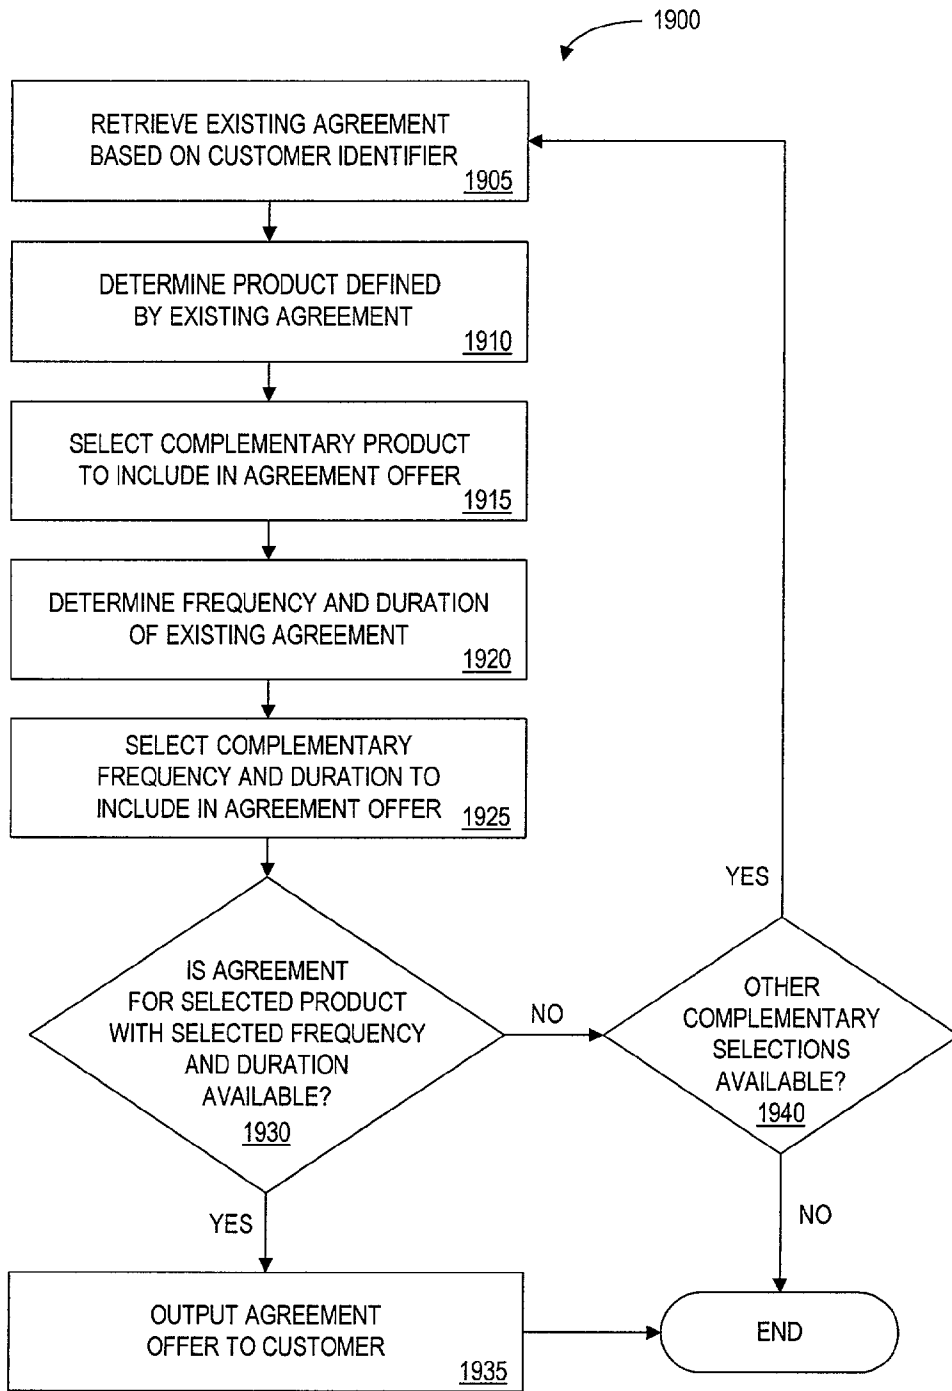 1900
RETRIEVE EXISTING AGREEMENT
BASED ON CUSTOMER IDENTIFIER
1905
DETERMINE PRODUCT DEFINED
BY EXISTING AGREEMENT
1910
SELECT COMPLEMENTARY PRODUCT
TO INCLUDE IN AGREEMENT OFFER
1915
DETERMINE FREQUENCY AND DURATION
OF EXISTING AGREEMENT
1920
SELECT COMPLEMENTARY
FREQUENCY AND DURATION TO
INCLUDE IN AGREEMENT OFFER
1925
IS AGREEMENT
FOR SELECTED PRODUCT
WITH SELECTED FREQUENCY
AND DURATION
AVAILABLE?
1930
NO
YES
OTHER
COMPLEMENTARY
SELECTIONS
AVAILABLE?
1940
YES
NO
OUTPUT AGREEMENT
OFFER TO CUSTOMER
1935
END